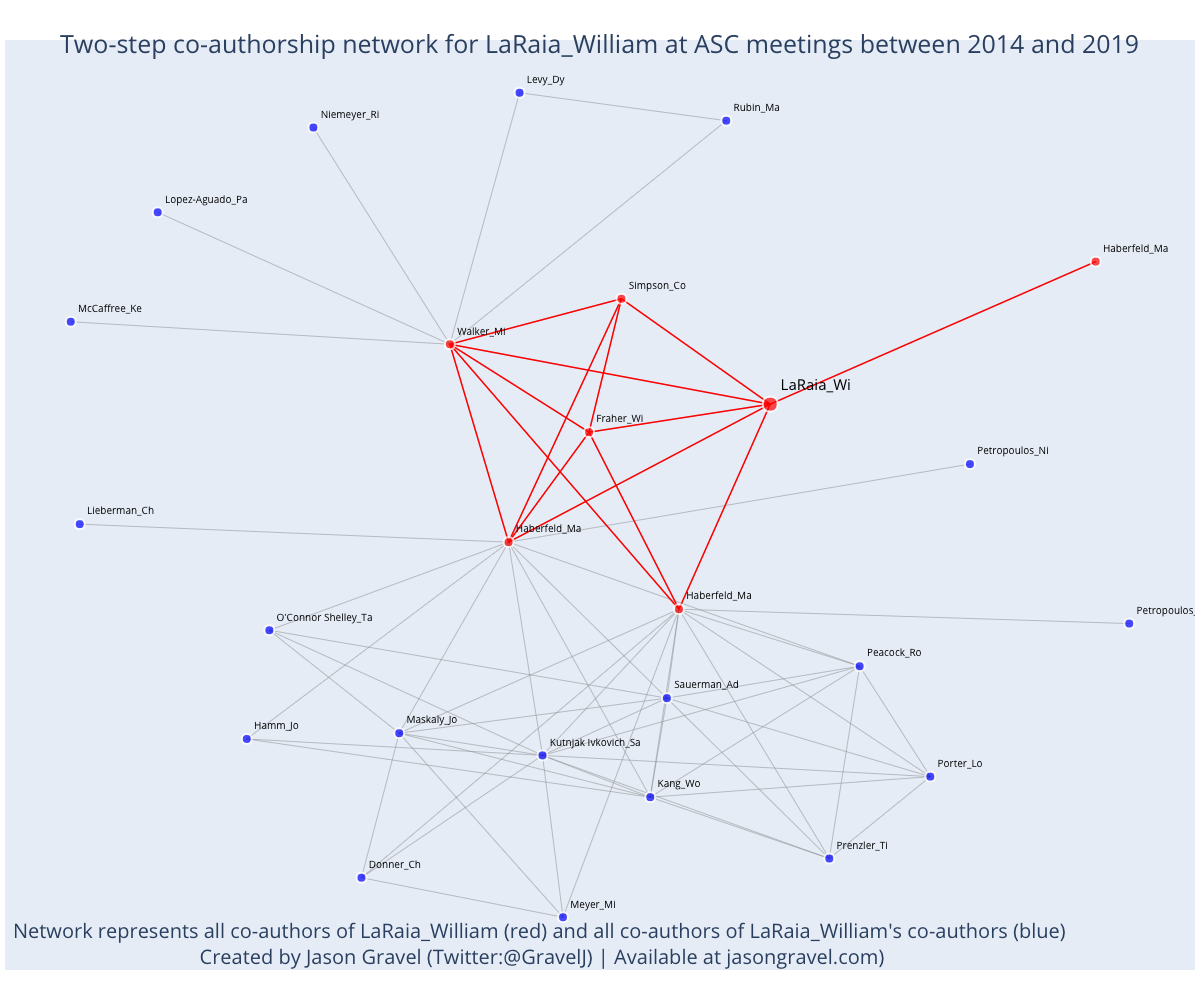 Two-step co-authorship network for LaRaia_William at ASC meetings between 2014 and 2019
Levy_Dy
Rubin_Ma
Niemeyer_Ri
Lopez-Aguado_Pa
Haberfeld_Ma
Simpson_Co
McCaffree_Ke
Walker_Mi
LaRaia_Wi
Fraher_Wi
Petropoulos_Ni
Lieberman_Ch
Haberfeld_Ma
Haberfeld_Ma
Petropoulos_
O'Connor Shelley_Ta
Peacock_Ro
Sauerman_Ad
Maskaly_Jo
Hamm_Jo
Kutnjak Ivkovich_Sa
Porter_Lo
Kang_Wo
Prenzler_Ti
Donner_Ch
Meyer_Mi
Network represents all co-authors of LaRaia_William (red) and all co-authors of LaRaia_William's co-authors (blue)
Created by Jason Gravel (Twitter:@GravelJ) | Available at jasongravel.com)